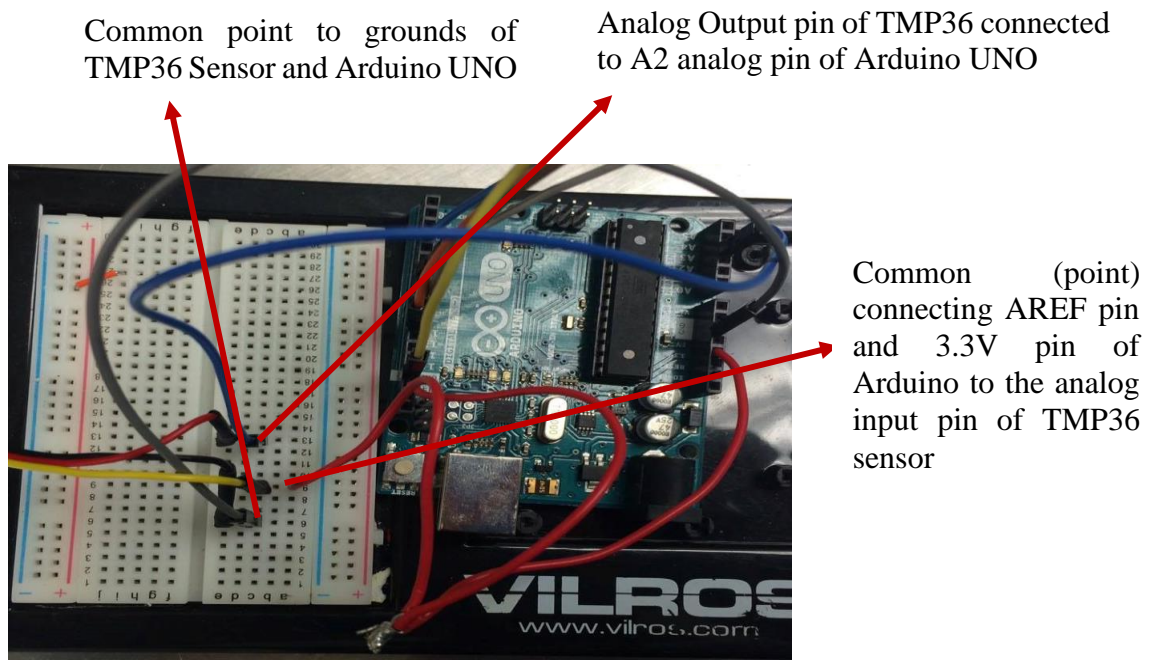 Common point to grounds of
TMP36 Sensor and Arduino UNO
Analog Output pin of TMP36 connected
to A2 analog pin of Arduino UNO
Common (point)
connecting AREF pin
and 3.3V pin of
Arduino to the analog
input pin of TMP36
sensor
UNO
ARDUINO
RESET
VILROS
www.vilros.com